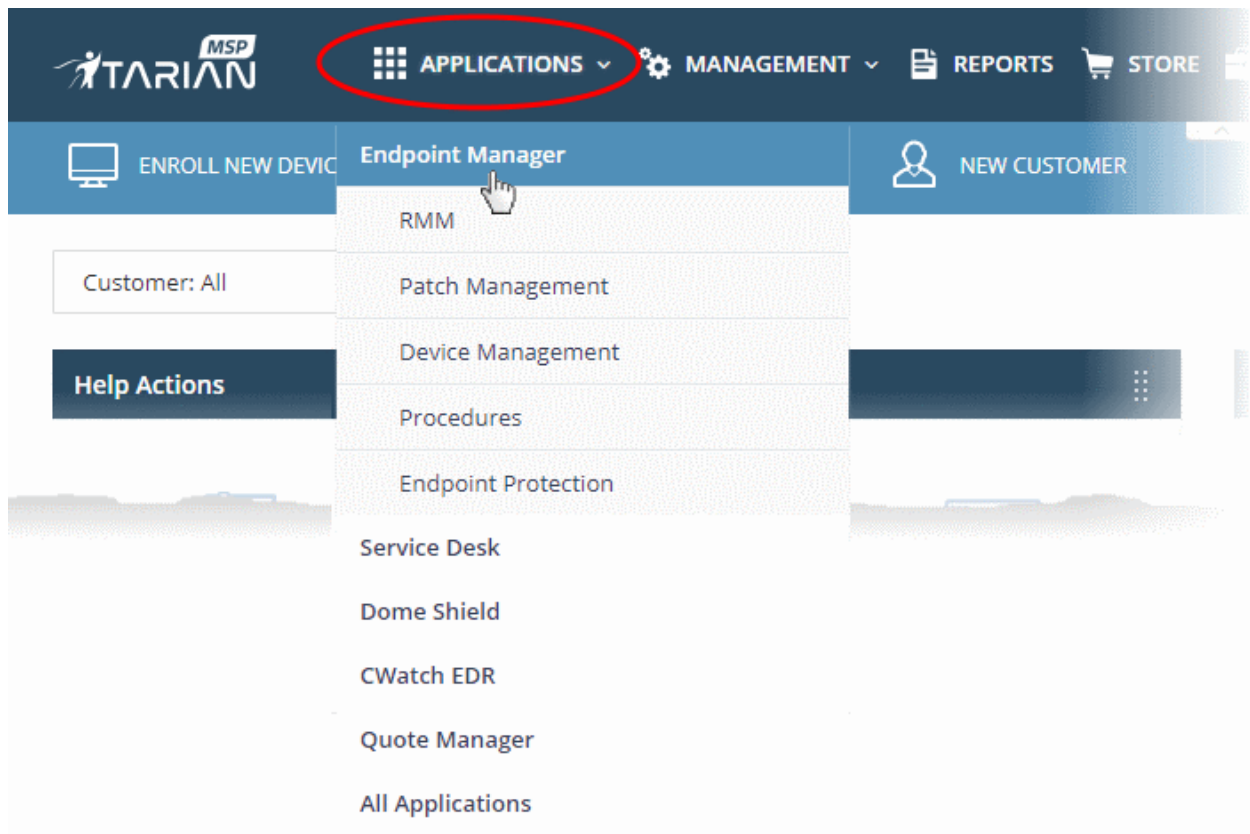 ITARIAN MSP
APPLICATIONS MANAGEMENT REPORTS STORE
ENROLL NEW DEVIC
NEW CUSTOMER
Endpoint Manager
RMM
Patch Management
Device Management
Procedures
Endpoint Protection
Service Desk
Dome Shield
CWatch EDR
Quote Manager
All Applications
Customer: All
Help Actions